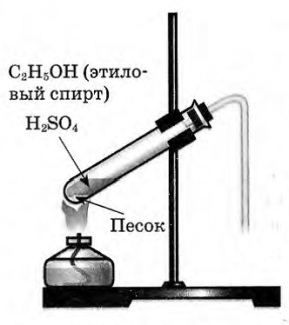 C₂H₅OH (этило-
вый спирт)
H₂SO₄
Песок